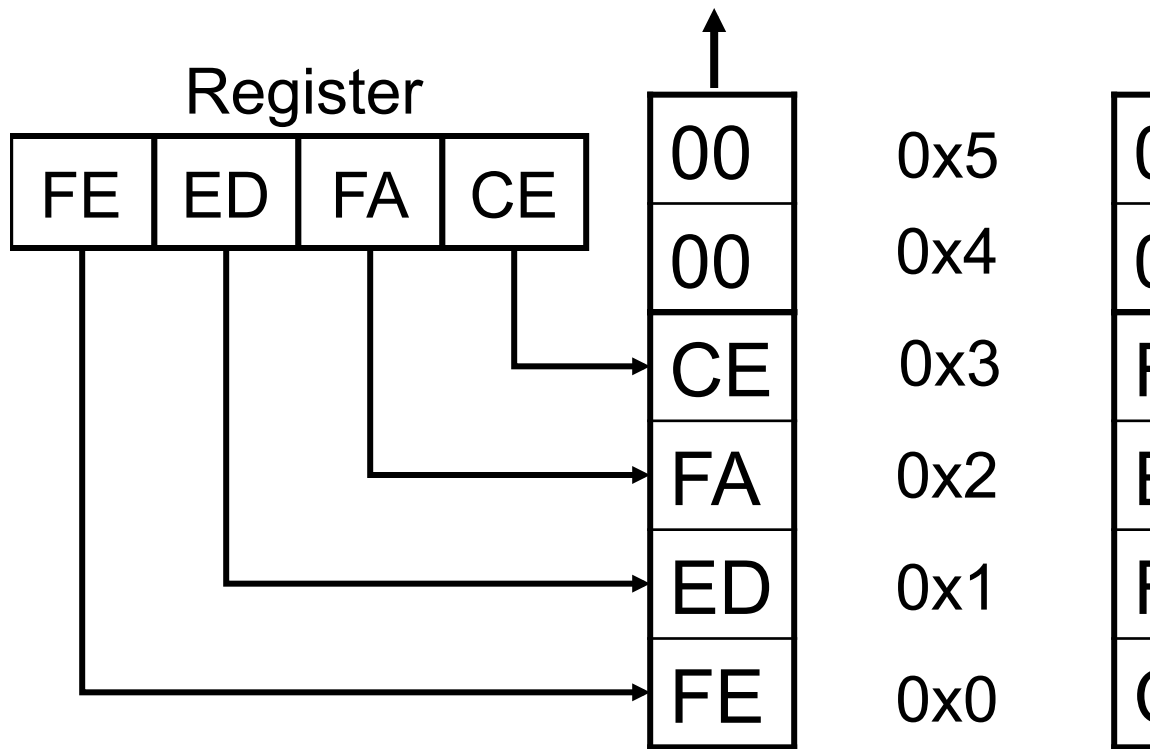 Register
FE ED FA CE
00 0x5
00 0x4
CE 0x3
FA 0x2
ED 0x1
FE 0x0